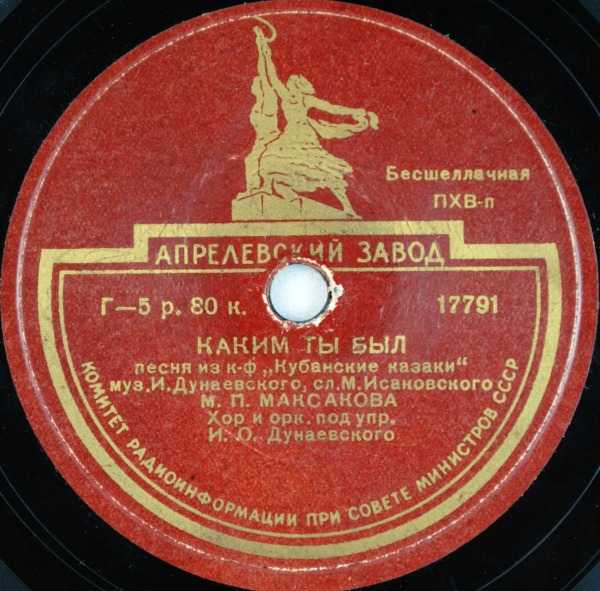 Бесшеллачная
ПХВ-п
АПРЕЛЕВСКИЙ ЗАВОД
Г—5 р. 80 к.
17791
КАКИМ ТЫ БЫЛ
песня из к-ф „Кубанские казаки“
муз. И. Дунаевского, сл. М. Исаковского
М. П. МАКСАКОВА
Хор и орк. под упр.
И. О. Дунаевского
КОМИТЕТ РАДИОИНФОРМАЦИИ ПРИ СОВЕТЕ МИНИСТРОВ СССР